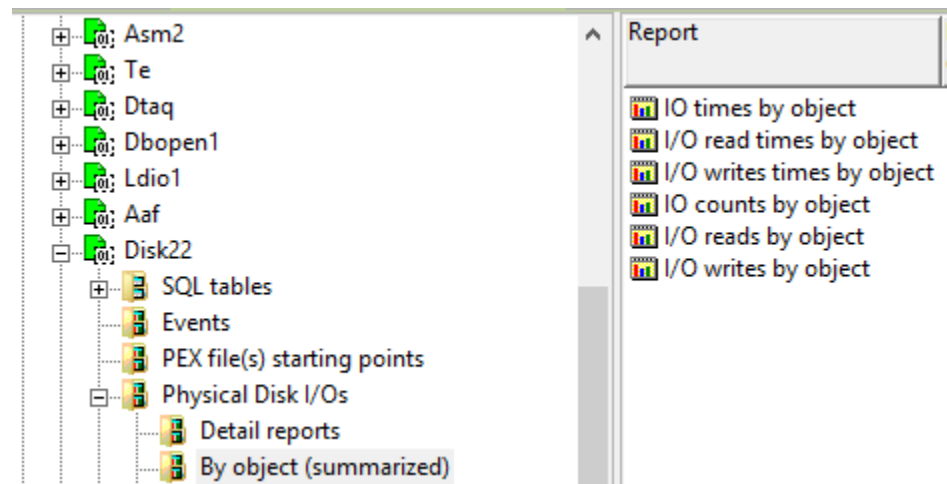 Asm2
Te
Dtaq
Dbopen1
Ldio1
Aaf
Disk22
SQL tables
Events
PEX file(s) starting points
Physical Disk I/Os
Detail reports
By object (summarized)
Report
IO times by object
I/O read times by object
I/O writes times by object
IO counts by object
I/O reads by object
I/O writes by object